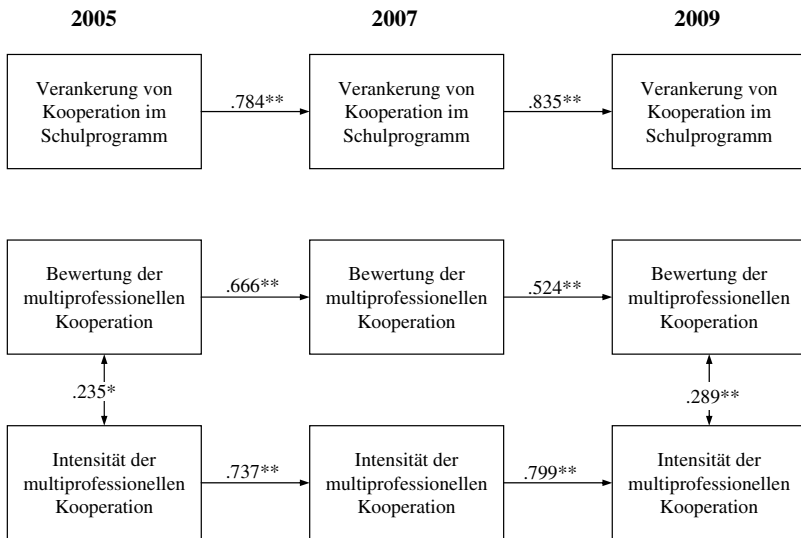 2005 2007 2009
Verankerung von
Kooperation im
Schulprogramm
.784**
Verankerung von
Kooperation im
Schulprogramm
.835**
Verankerung von
Kooperation im
Schulprogramm
Bewertung der
multiprofessionellen
Kooperation
.666**
Bewertung der
multiprofessionellen
Kooperation
.524**
Bewertung der
multiprofessionellen
Kooperation
.235*
.289**
Intensität der
multiprofessionellen
Kooperation
.737**
Intensität der
multiprofessionellen
Kooperation
.799**
Intensität der
multiprofessionellen
Kooperation